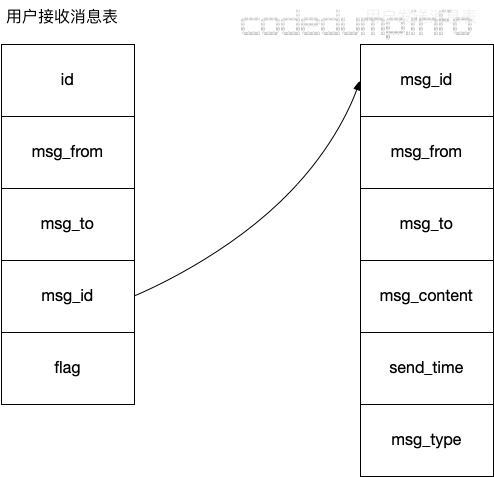 用户接收消息表
codedump.info
id
msg_from
msg_to
msg_id
flag
msg_id
msg_from
msg_to
msg_content
send_time
msg_type